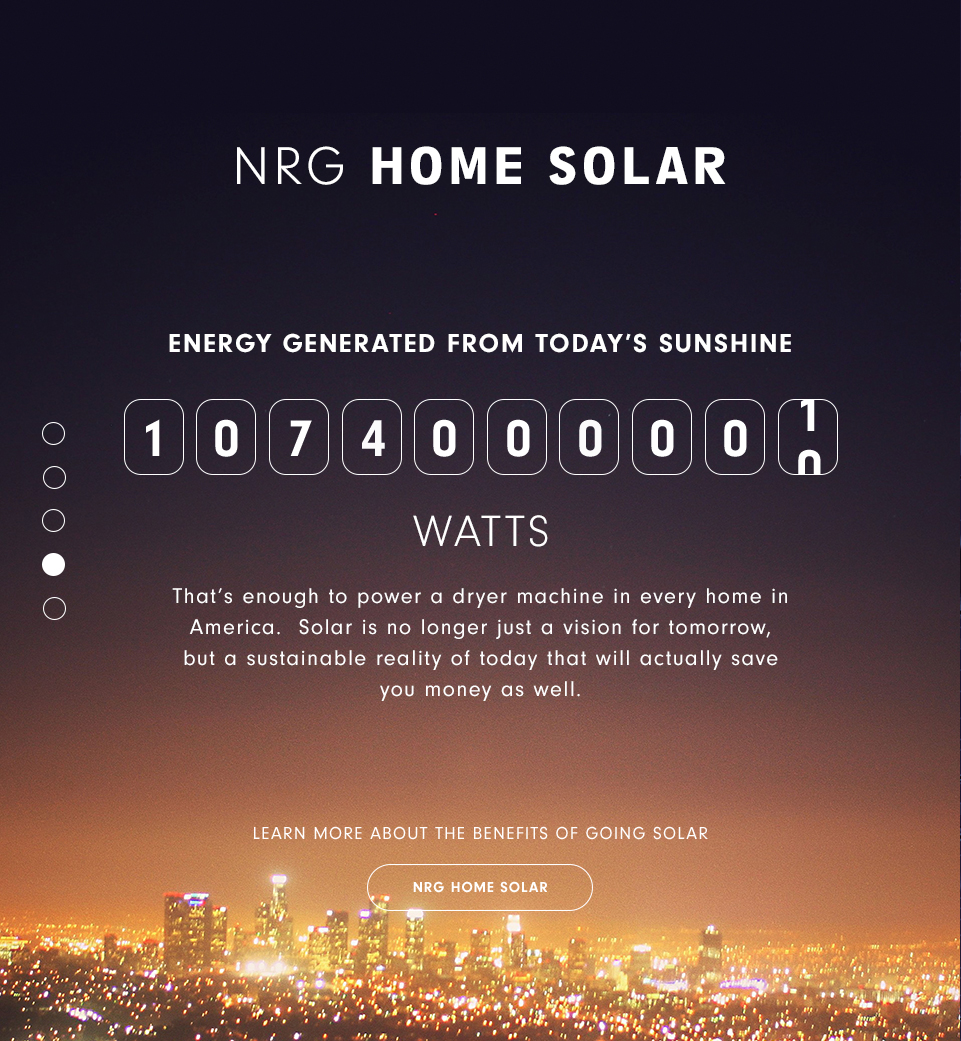 NRG HOME SOLAR
ENERGY GENERATED FROM TODAY'S SUNSHINE
1 0 7 4 0 0 0 0 0 1 0
WATTS
That's enough to power a dryer machine in every home in
America. Solar is no longer just a vision for tomorrow,
but a sustainable reality of today that will actually save
you money as well.
LEARN MORE ABOUT THE BENEFITS OF GOING SOLAR
NRG HOME SOLAR